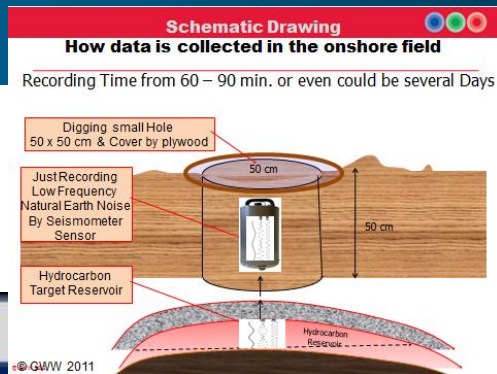 Schematic Drawing
How data is collected in the onshore field
Recording Time from 60 – 90 min. or even could be several Days
Digging small Hole
50 x 50 cm & Cover by plywood
50 cm
Just Recording
Low Frequency
Natural Earth Noise
By Seismometer
Sensor
50 cm
Hydrocarbon
Target Reservoir
Hydrocarbon
Reservoir
© GWW 2011